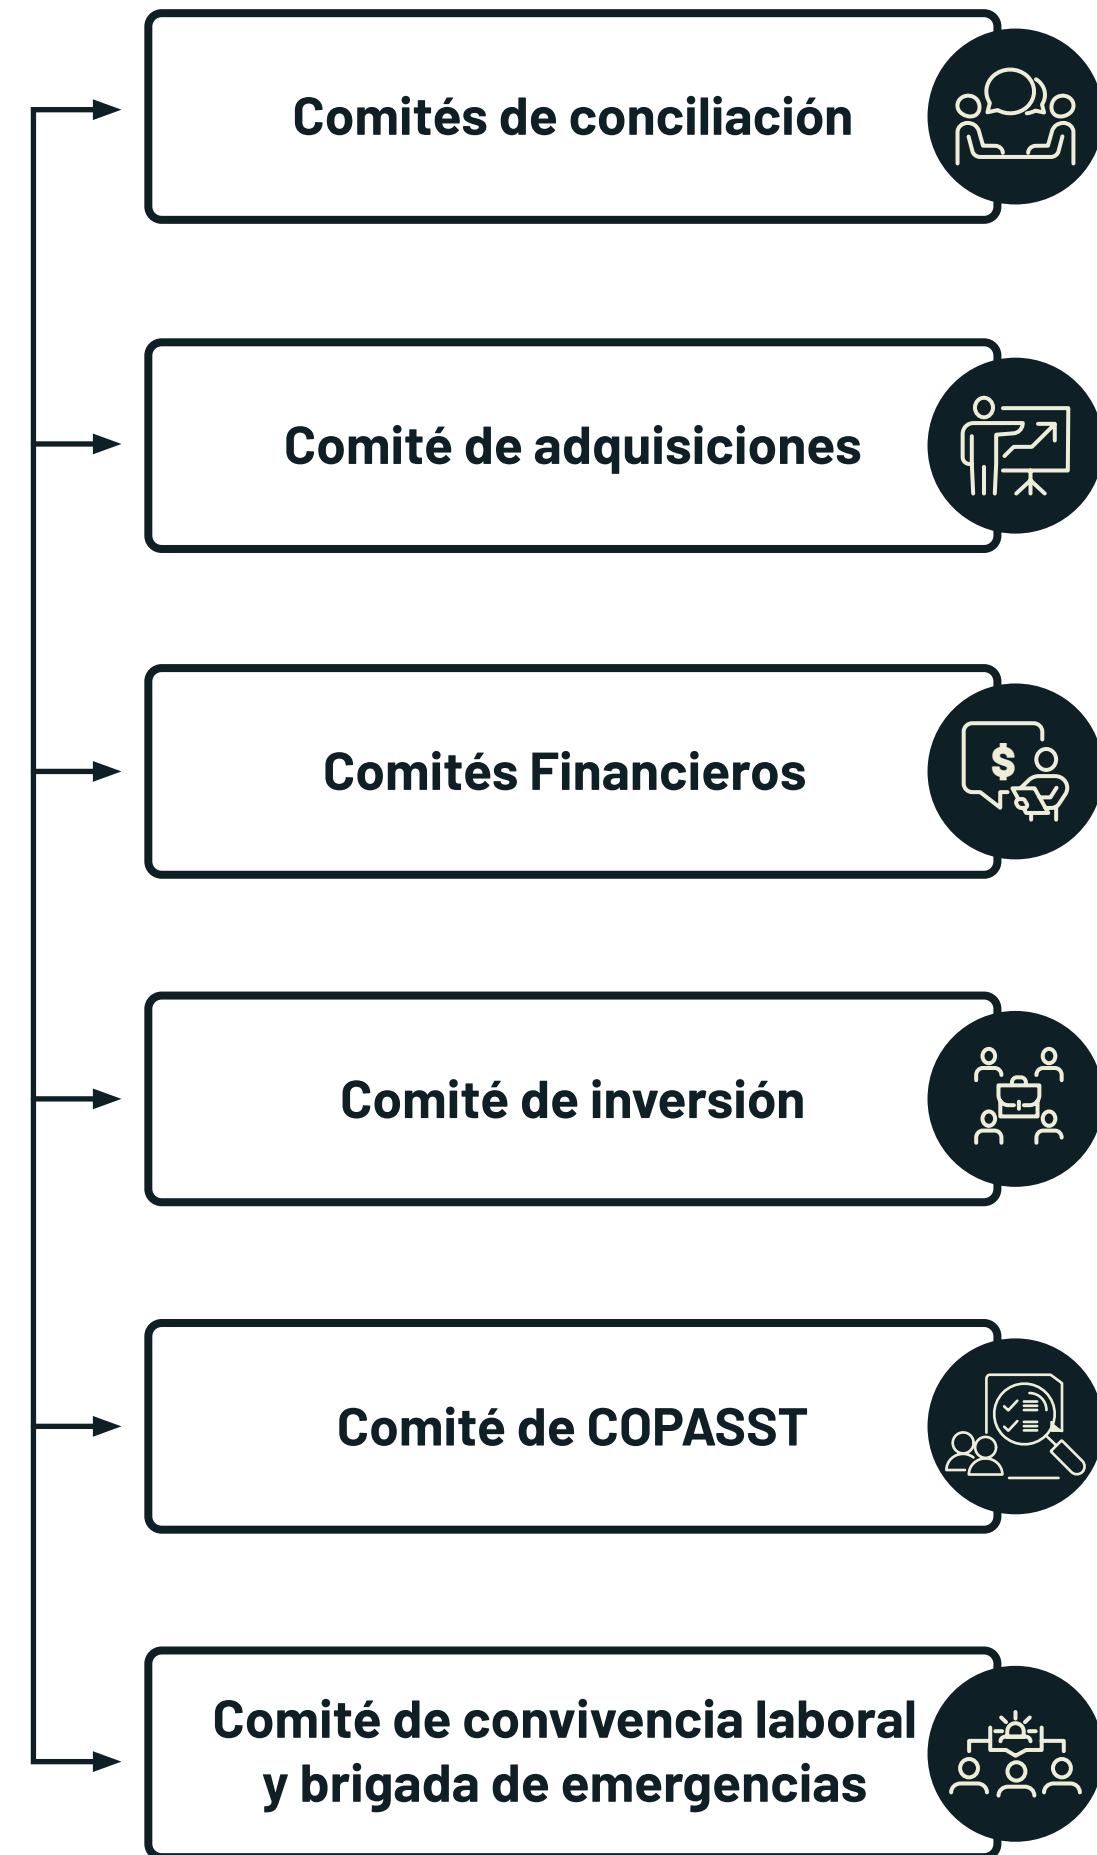 Comités de conciliación
Comité de adquisiciones
Comités Financieros
Comité de inversión
Comité de COPASST
Comité de convivencia laboral
y brigada de emergencias
$